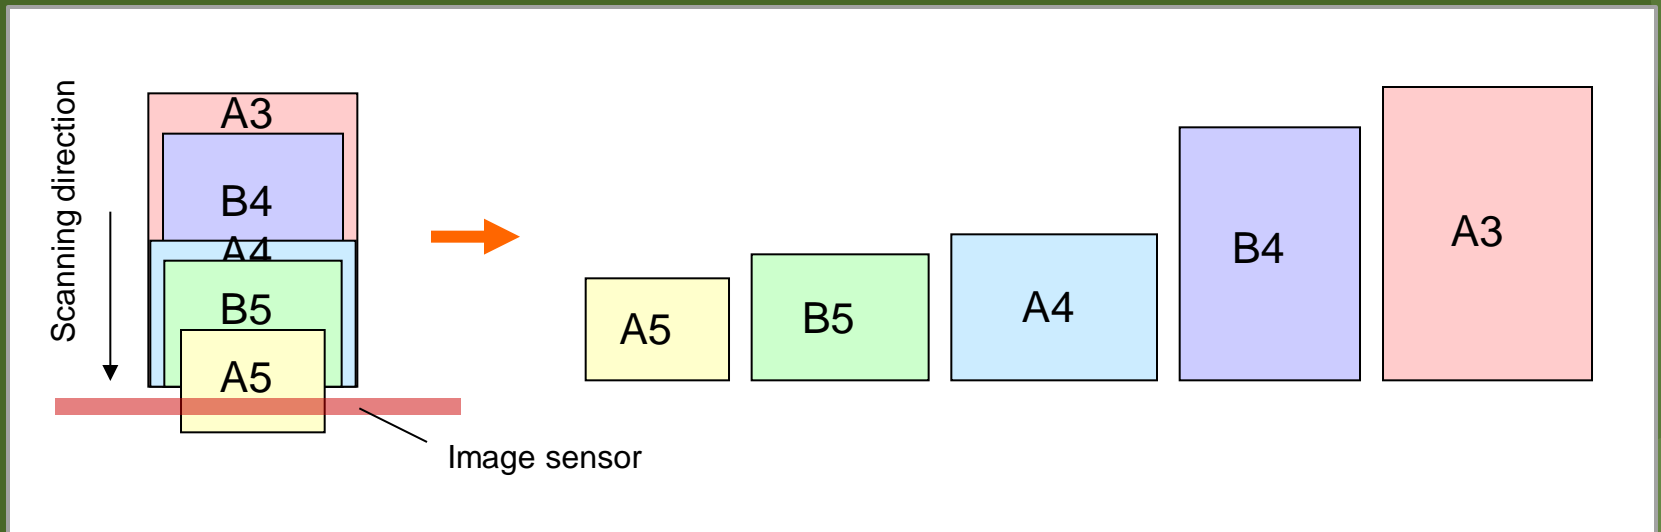 Scanning direction
A3
B4
A4
B5
A5
Image sensor
A5
B5
A4
B4
A3